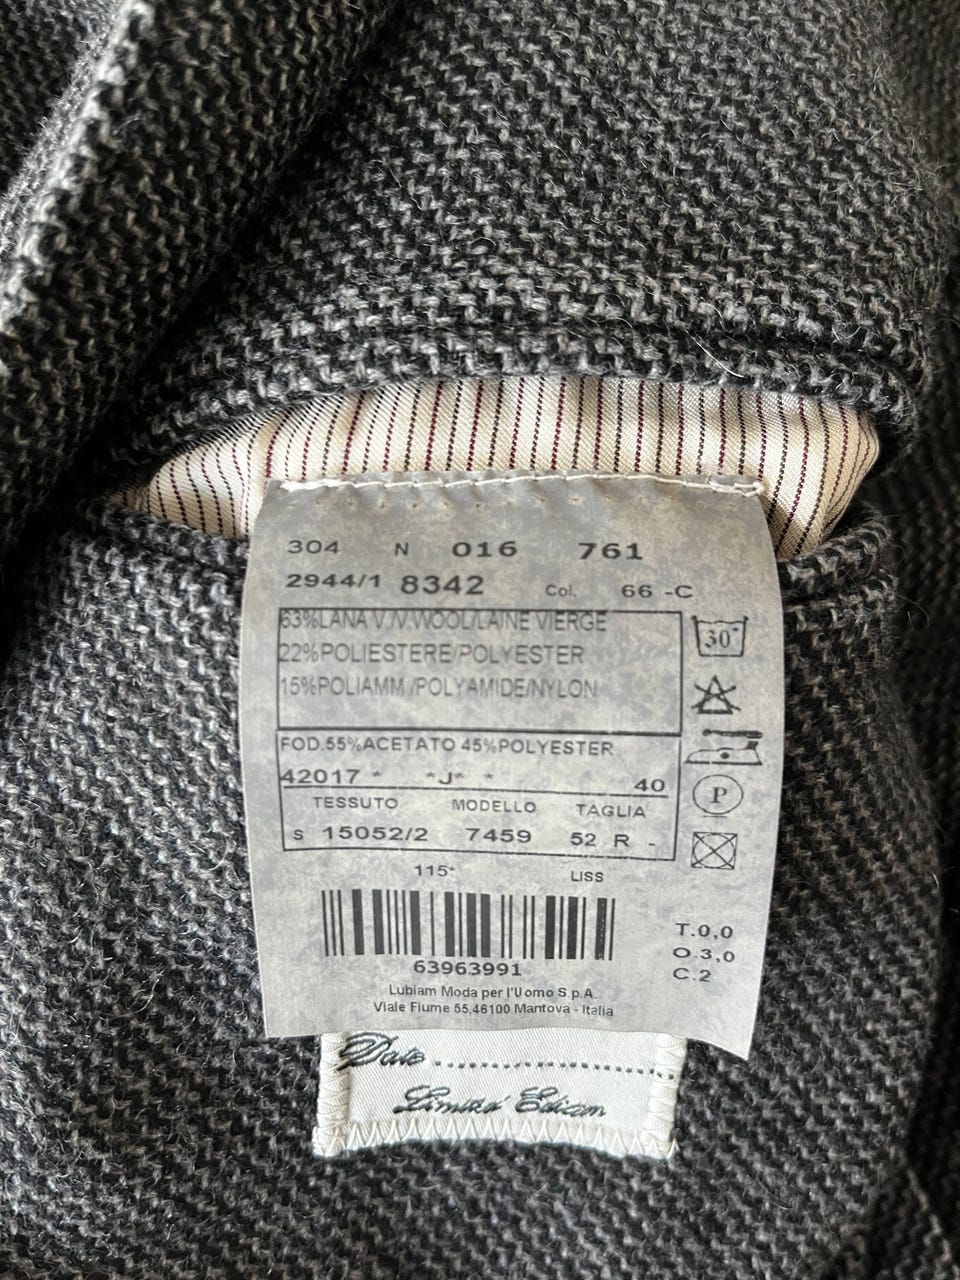 304 N 016 761
2944/1 8342 Col. 66 -C
63%LANA V./V.WOOL/LAINE VIERGE
22%POLIESTERE/POLYESTER
15%POLIAMM./POLYAMIDE/NYLON
30°
FOD.55%ACETATO 45%POLYESTER
42017 * *J* * 40
P
TESSUTO MODELLO TAGLIA
S 15052/2 7459 52 R -
115* LISS
63963991
T.0,0
O.3,0
C.2
Lubiam Moda per l'Uomo S.p.A.
Viale Fiume 55,46100 Mantova - Italia
Date ..............................
Limited Edition